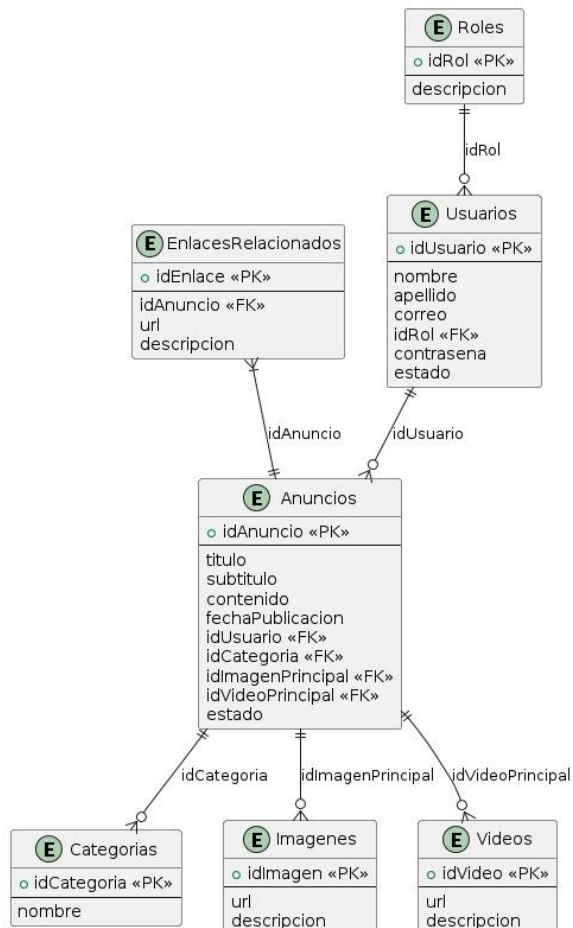 E Roles
idRol «PK»
descripcion
idRol
E Usuarios
idUsuario «PK»
nombre
apellido
correo
idRol «FK»
contrasena
estado
E EnlacesRelacionados
idEnlace «PK»
idAnuncio «FK»
url
descripcion
idAnuncio
idUsuario
E Anuncios
idAnuncio «PK»
titulo
subtitulo
contenido
fechaPublicacion
idUsuario «FK»
idCategoria «FK»
idImagenPrincipal «FK»
idVideoPrincipal «FK»
estado
idCategoria
idImagenPrincipal
idVideoPrincipal
E Categorias
idCategoria «PK»
nombre
E Imagenes
idImagen «PK»
url
descripcion
E Videos
idVideo «PK»
url
descripcion